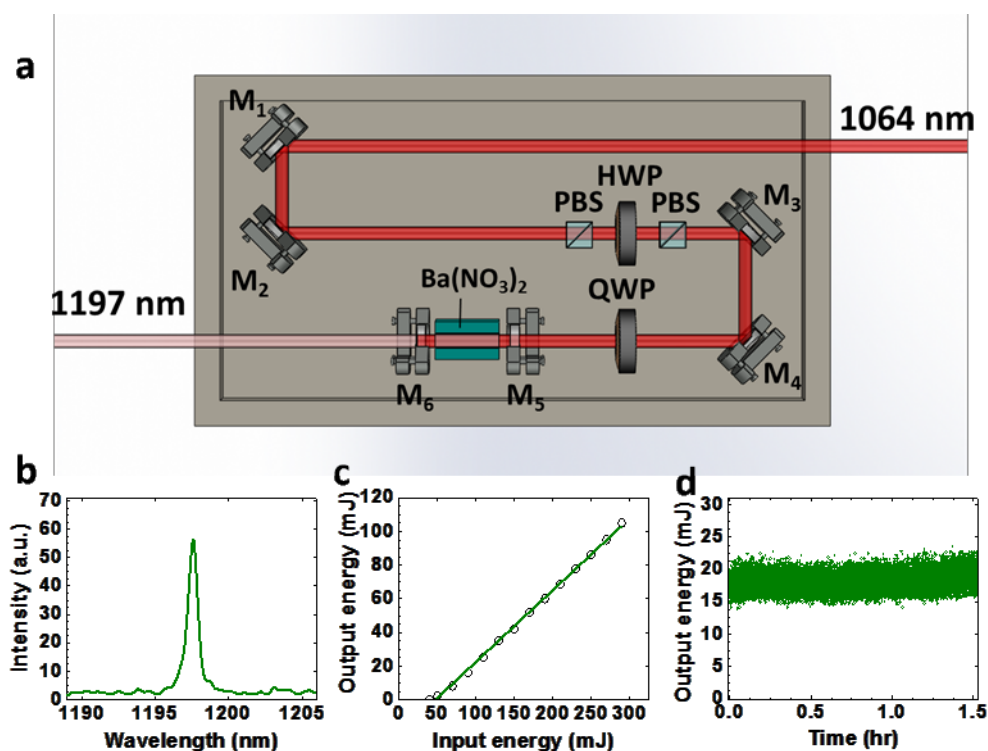 a
M₁
1064 nm
HWP
PBS
PBS
M₃
M₂
Ba(NO₃)₂
QWP
1197 nm
M₆
M₅
M₄
b
70
60
50
40
30
20
10
0
1190
1195
1200
1205
Intensity (a.u.)
Wavelength (nm)
c
120
100
80
60
40
20
0
0
50
100
150
200
250
300
Output energy (mJ)
Input energy (mJ)
d
30
25
20
15
10
5
0
0.0
0.5
1.0
1.5
Output energy (mJ)
Time (hr)